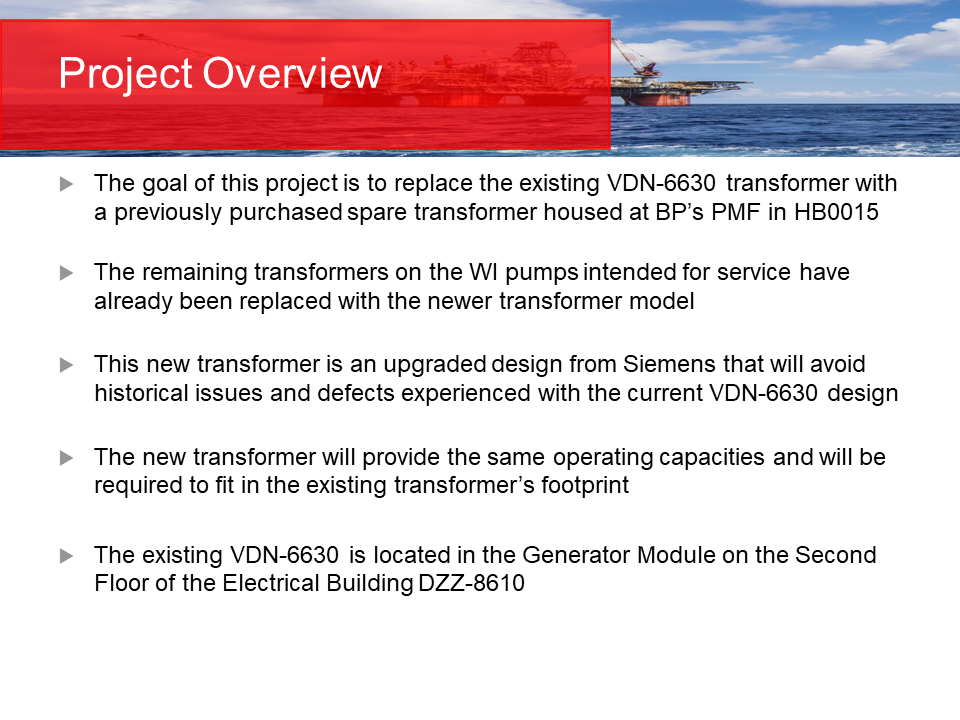 Project Overview
The goal of this project is to replace the existing VDN-6630 transformer with
a previously purchased spare transformer housed at BP’s PMF in HB0015
The remaining transformers on the WI pumps intended for service have
already been replaced with the newer transformer model
This new transformer is an upgraded design from Siemens that will avoid
historical issues and defects experienced with the current VDN-6630 design
The new transformer will provide the same operating capacities and will be
required to fit in the existing transformer’s footprint
The existing VDN-6630 is located in the Generator Module on the Second
Floor of the Electrical Building DZZ-8610